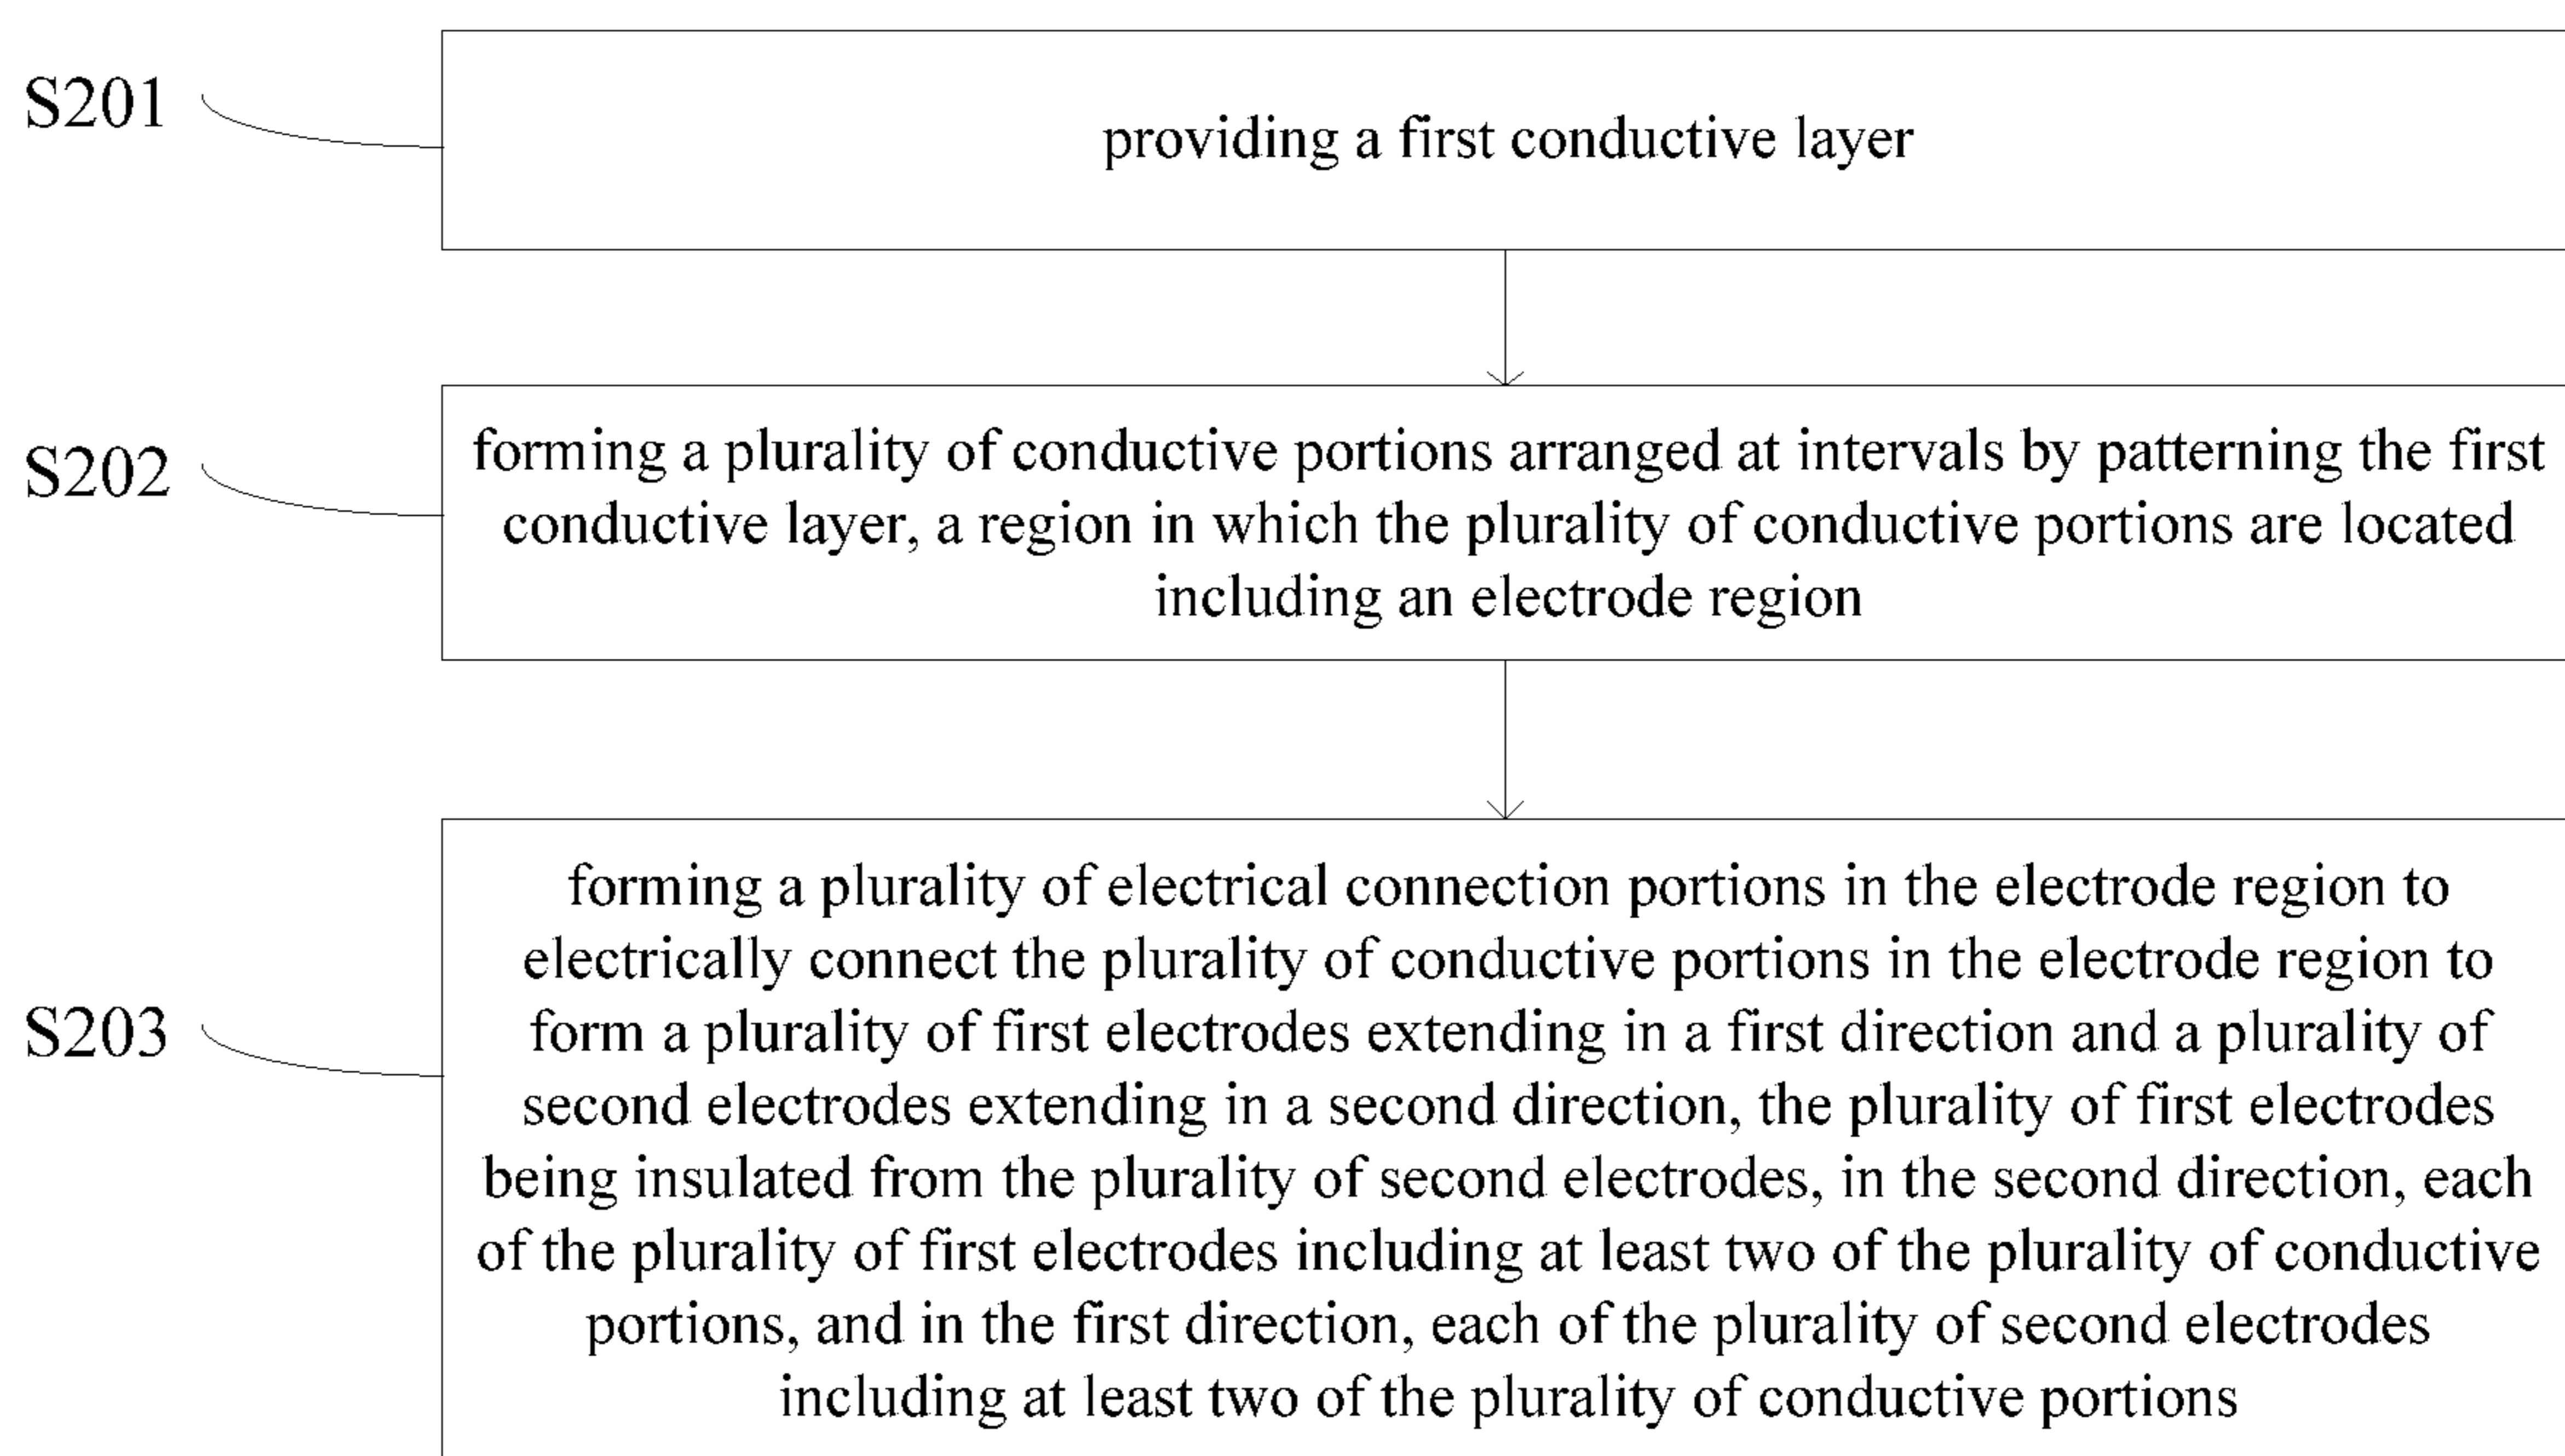 S201
providing a first conductive layer
S202
forming a plurality of conductive portions arranged at intervals by patterning the first
conductive layer, a region in which the plurality of conductive portions are located
including an electrode region
S203
forming a plurality of electrical connection portions in the electrode region to
electrically connect the plurality of conductive portions in the electrode region to
form a plurality of first electrodes extending in a first direction and a plurality of
second electrodes extending in a second direction, the plurality of first electrodes
being insulated from the plurality of second electrodes, in the second direction, each
of the plurality of first electrodes including at least two of the plurality of conductive
portions, and in the first direction, each of the plurality of second electrodes
including at least two of the plurality of conductive portions